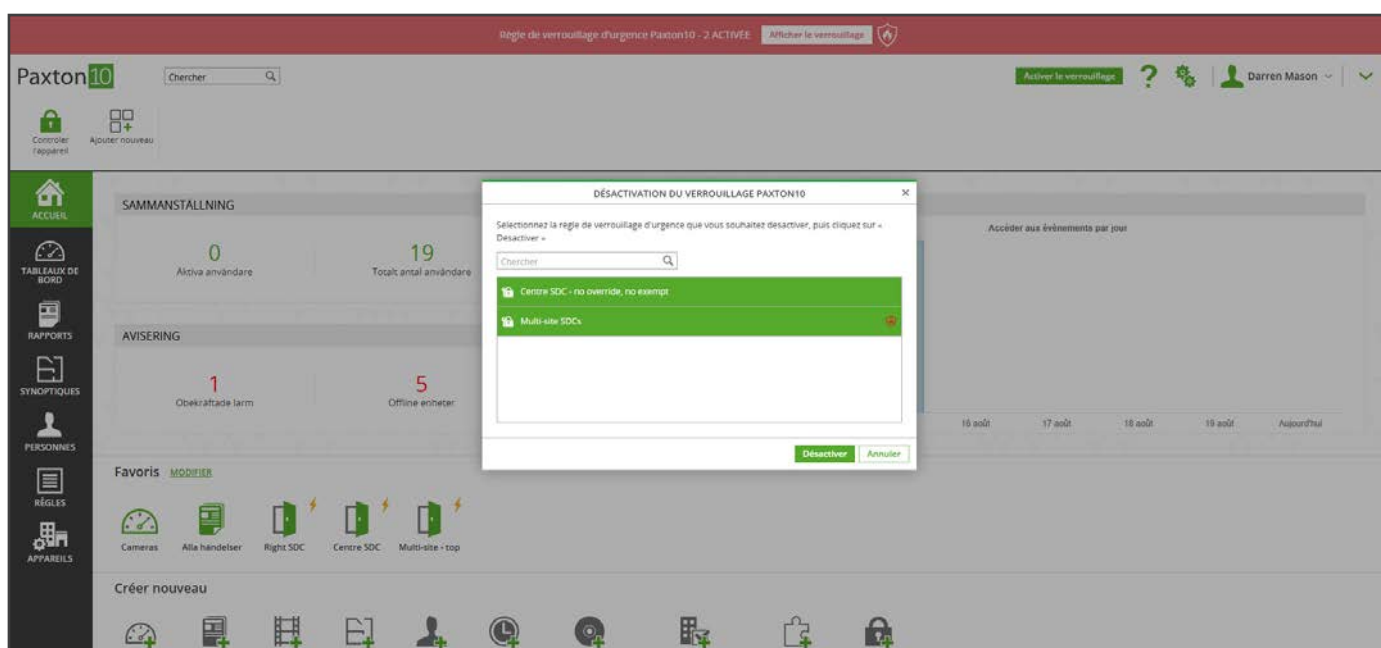 Règle de verrouillage d'urgence Paxton10 - 2 ACTIVÉE Afficher le verrouillage
Paxton10 Chercher Activer le verrouillage ? Darren Mason
Contrôler l'appareil
Ajouter nouveau
ACCUEIL
TABLEAUX DE BORD
RAPPORTS
SYNOPTIQUES
PERSONNES
RÈGLES
APPAREILS
SAMMANSTÄLLNING
0
Aktiva användare
19
Totalt antal användare
AVISERING
1
Obekräftade larm
5
Offline enheter
DÉSACTIVATION DU VERROUILLAGE PAXTON10
Sélectionnez la règle de verrouillage d'urgence que vous souhaitez désactiver, puis cliquez sur «
Désactiver »
Chercher
Centre SDC - no override, no exempt
Multi-site SDCs
Désactiver Annuler
Accéder aux évènements par jour
16 août 17 août 18 août 19 août Aujourd'hui
Favoris MODIFIER
Cameras Alla händelser Right SDC Centre SDC Multi-site - top
Créer nouveau